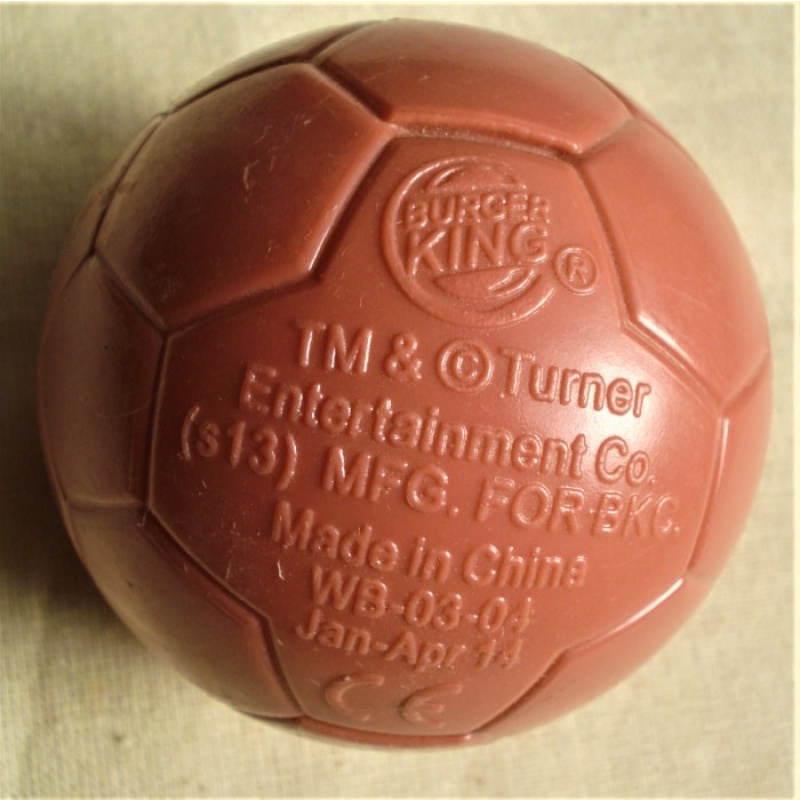 BURGER
KING®
TM & © Turner
Entertainment Co.
(s13) MFG. FOR BKC.
Made in China
WB-03-04
Jan-Apr 14
CE